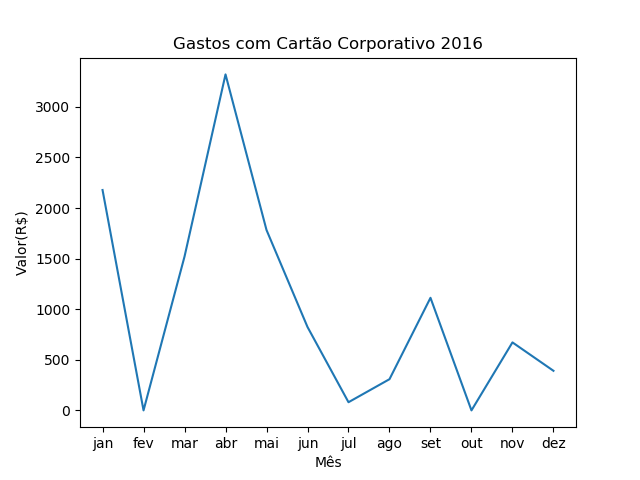 Gastos com Cartão Corporativo 2016
Valor(R$)
3000
2500
2000
1500
1000
500
0
jan fev mar abr mai jun jul ago set out nov dez
Mês